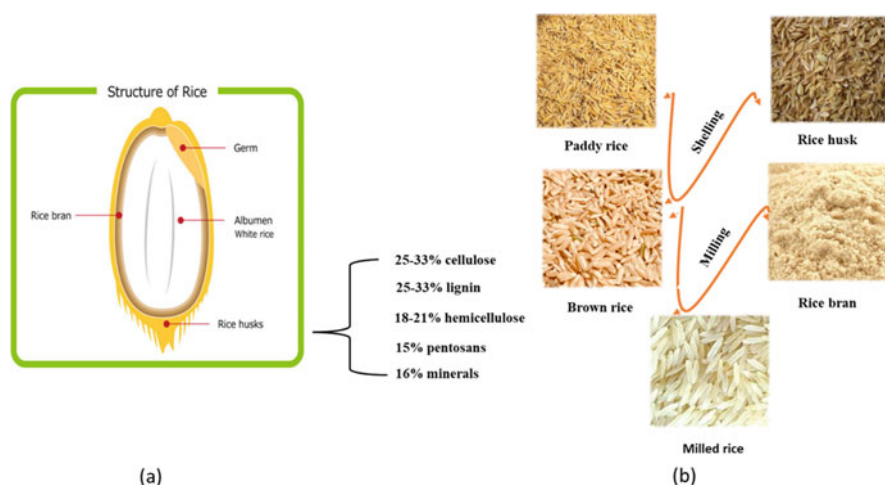 Structure of Rice
Germ
Rice bran
Albumen
White rice
Rice husks
25-33% cellulose
25-33% lignin
18-21% hemicellulose
15% pentosans
16% minerals
(a)
Paddy rice
Shelling
Rice husk
Brown rice
Milling
Rice bran
Milled rice
(b)